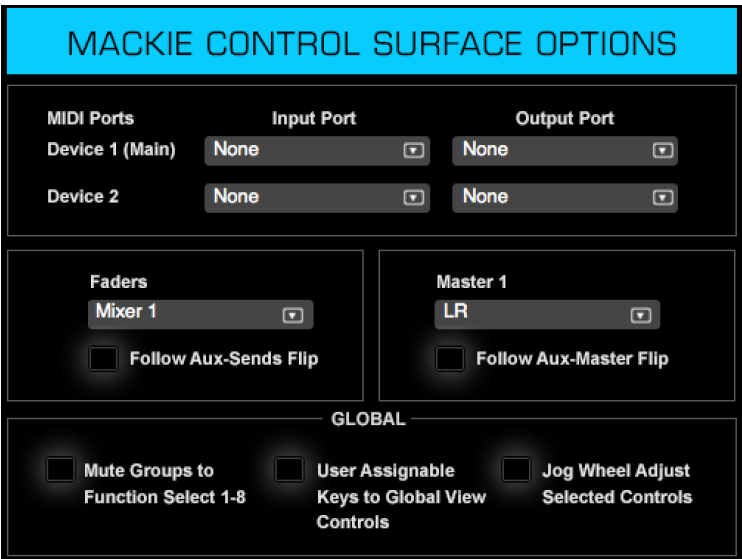 MACKIE CONTROL SURFACE OPTIONS
MIDI Ports Input Port Output Port
Device 1 (Main) None None
Device 2 None None
Faders Master 1
Mixer 1 LR
Follow Aux-Sends Flip Follow Aux-Master Flip
GLOBAL
Mute Groups to
Function Select 1-8
User Assignable
Keys to Global View
Controls
Jog Wheel Adjust
Selected Controls